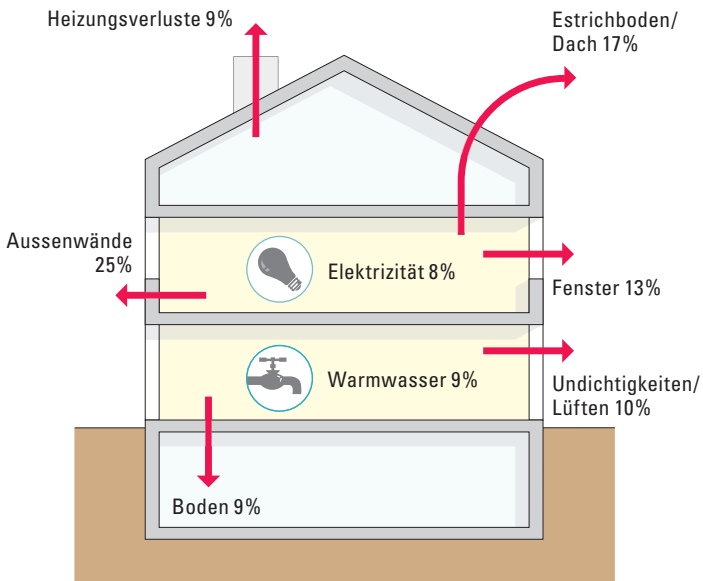 Heizungsverluste 9%
Estrichboden/
Dach 17%
Aussenwände
25%
Elektrizität 8%
Fenster 13%
Warmwasser 9%
Undichtigkeiten/
Lüften 10%
Boden 9%